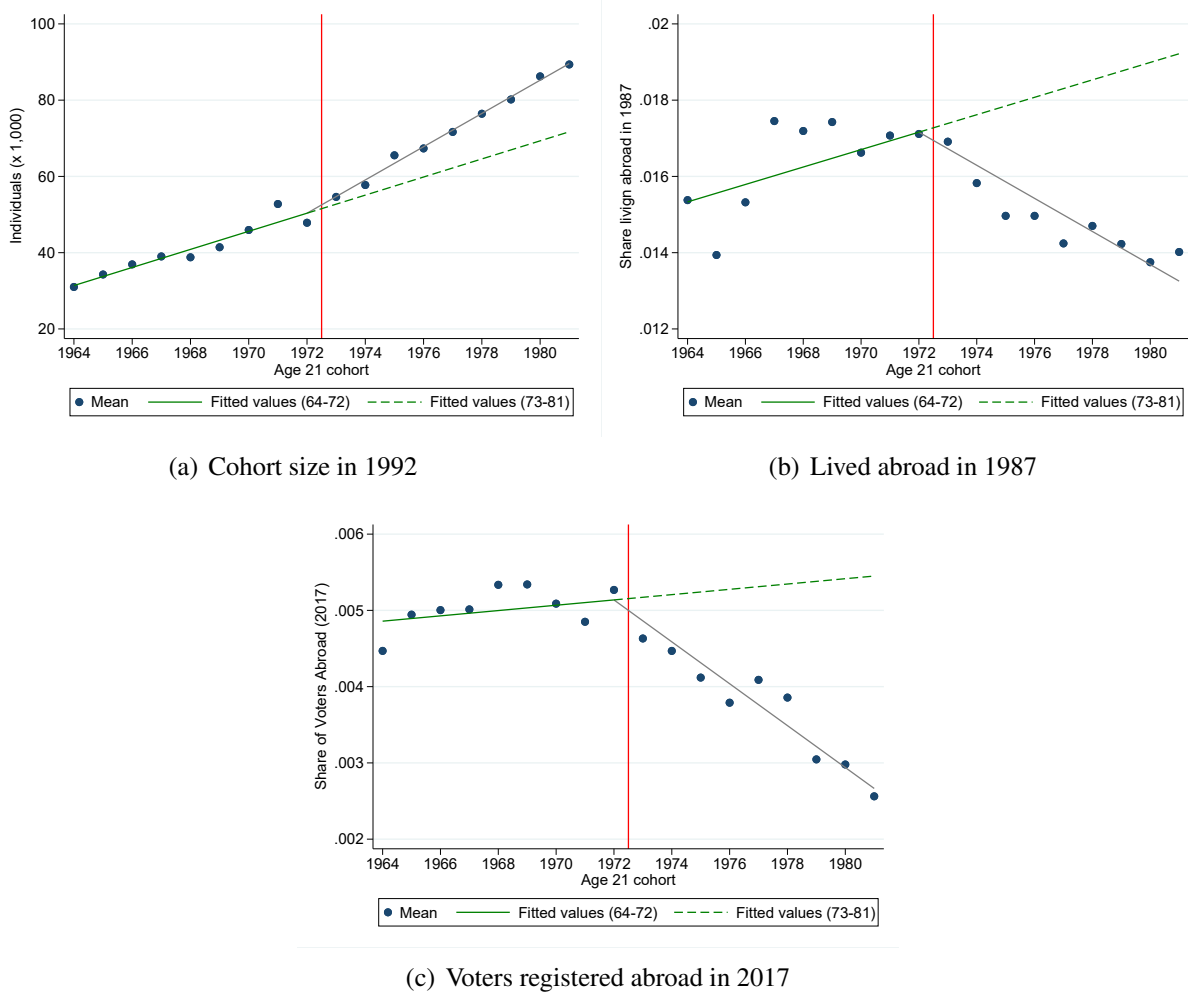 100
80
60
40
20
Individuals (x 1,000)
1964 1966 1968 1970 1972 1974 1976 1978 1980
Age 21 cohort
Mean Fitted values (64-72) Fitted values (73-81)
(a) Cohort size in 1992
.02
.018
.016
.014
.012
Share livign abroad in 1987
1964 1966 1968 1970 1972 1974 1976 1978 1980
Age 21 cohort
Mean Fitted values (64-72) Fitted values (73-81)
(b) Lived abroad in 1987
.006
.005
.004
.003
.002
Share of Voters Abroad (2017)
1964 1966 1968 1970 1972 1974 1976 1978 1980
Age 21 cohort
Mean Fitted values (64-72) Fitted values (73-81)
(c) Voters registered abroad in 2017